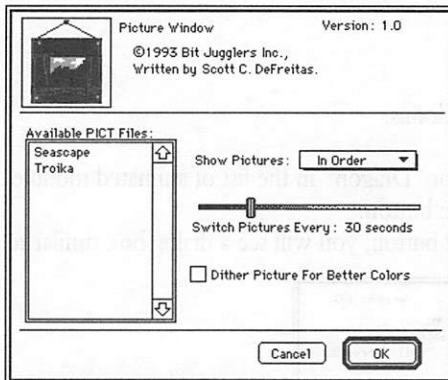 Picture Window
Version: 1.0
©1993 Bit Jugglers Inc.,
Written by Scott C. DeFreitas.
Available PICT Files:
Seascape
Troika
Show Pictures:
In Order
Switch Pictures Every: 30 seconds
Dither Picture For Better Colors
Cancel
OK